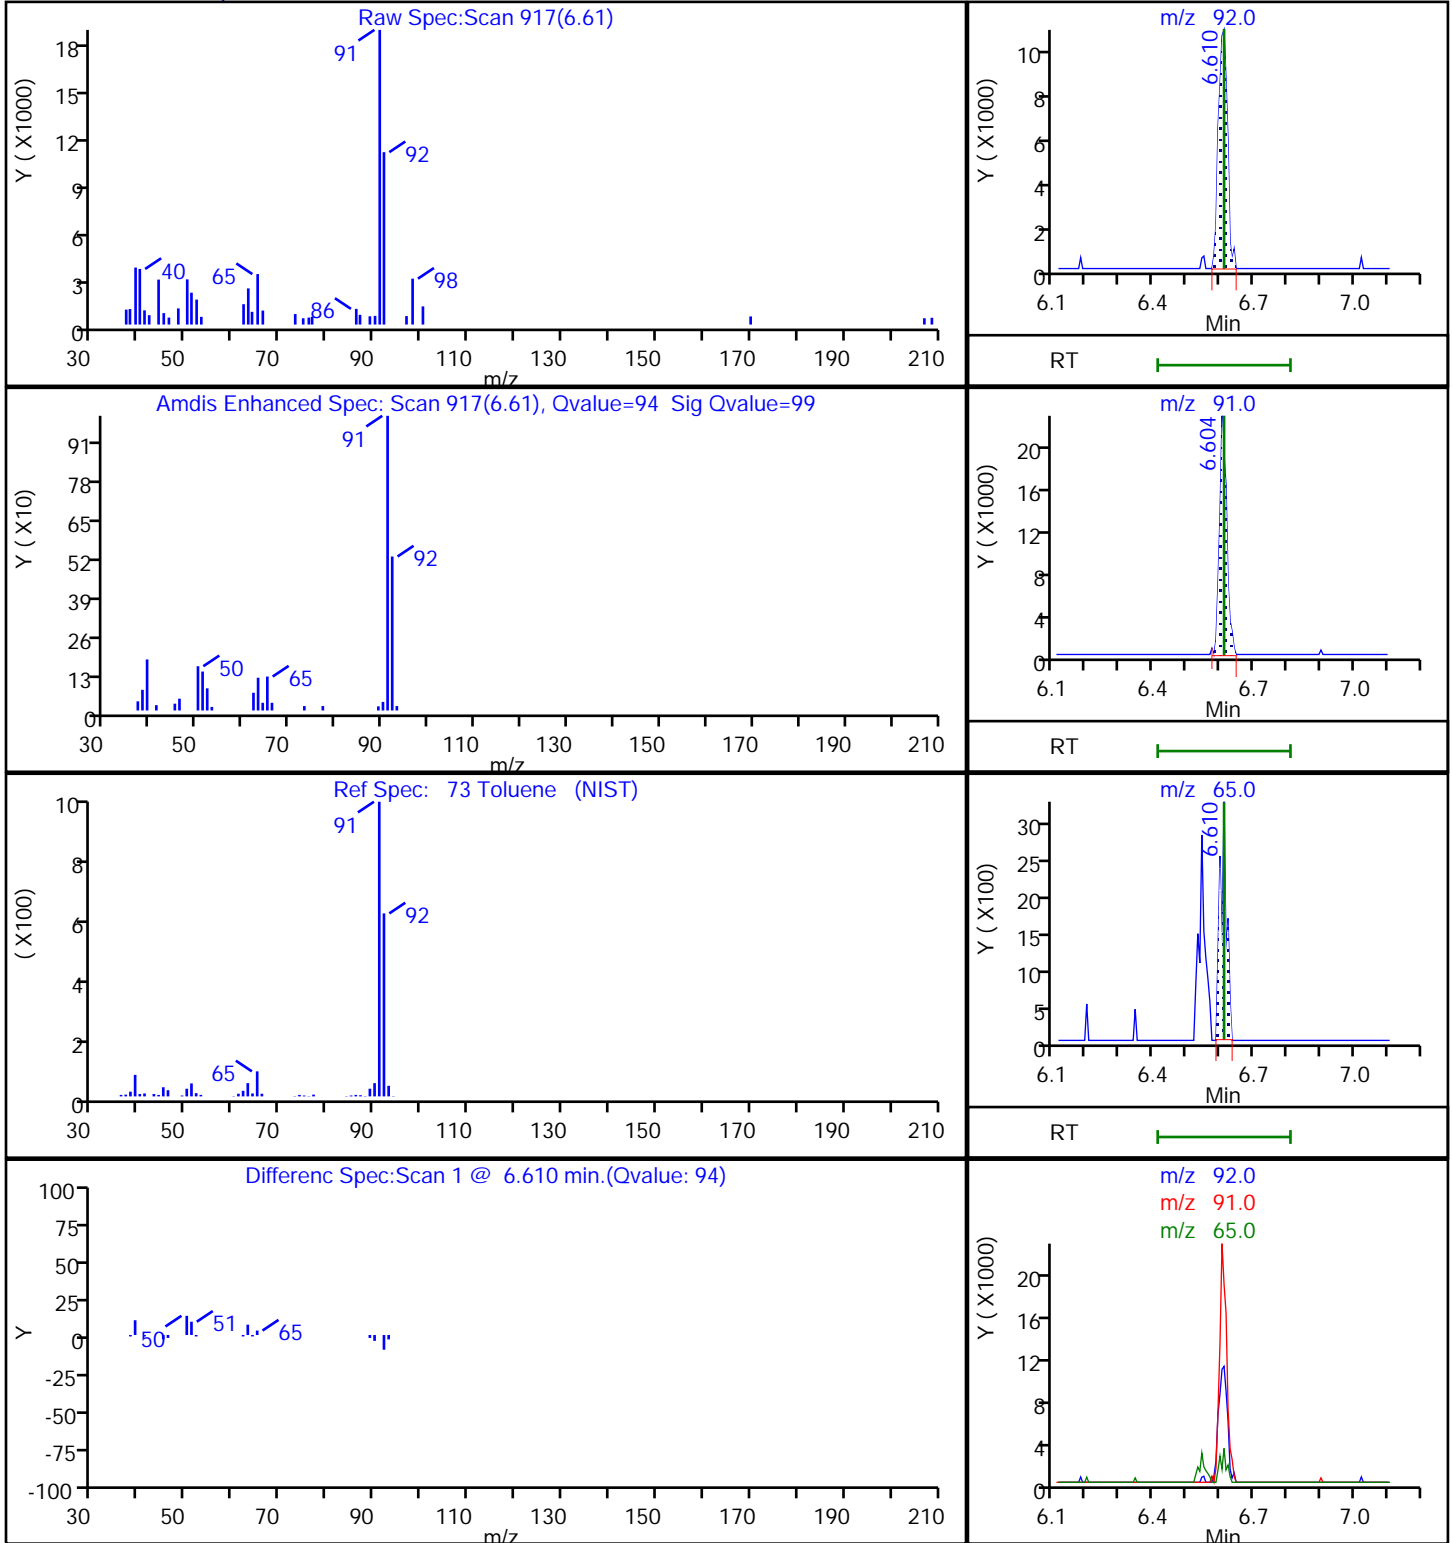 Raw Spec:Scan 917(6.61)
Y ( X1000)
18
15
12
9
6
3
0
91
92
40
65
86
98
30 50 70 90 110 130 150 170 190 210
m/z
m/z 92.0
Y ( X1000)
10
8
6
4
2
0
6.610
6.1 6.4 6.7 7.0
Min
RT
Amdis Enhanced Spec: Scan 917(6.61), Qvalue=94 Sig Qvalue=99
Y ( X10)
91
78
65
52
39
26
13
0
91
92
50
65
30 50 70 90 110 130 150 170 190 210
m/z
m/z 91.0
Y ( X1000)
20
16
12
8
4
0
6.604
6.1 6.4 6.7 7.0
Min
RT
Ref Spec: 73 Toluene (NIST)
( X100)
10
8
6
4
2
0
91
92
65
30 50 70 90 110 130 150 170 190 210
m/z 65.0
Y ( X100)
30
25
20
15
10
5
0
6.610
6.1 6.4 6.7 7.0
Min
RT
Differenc Spec:Scan 1 @ 6.610 min.(Qvalue: 94)
Y
100
75
50
25
0
-25
-50
-75
-100
50
51
65
30 50 70 90 110 130 150 170 190 210
m/z
m/z 92.0
m/z 91.0
m/z 65.0
Y ( X1000)
20
16
12
8
4
0
6.1 6.4 6.7 7.0
Min